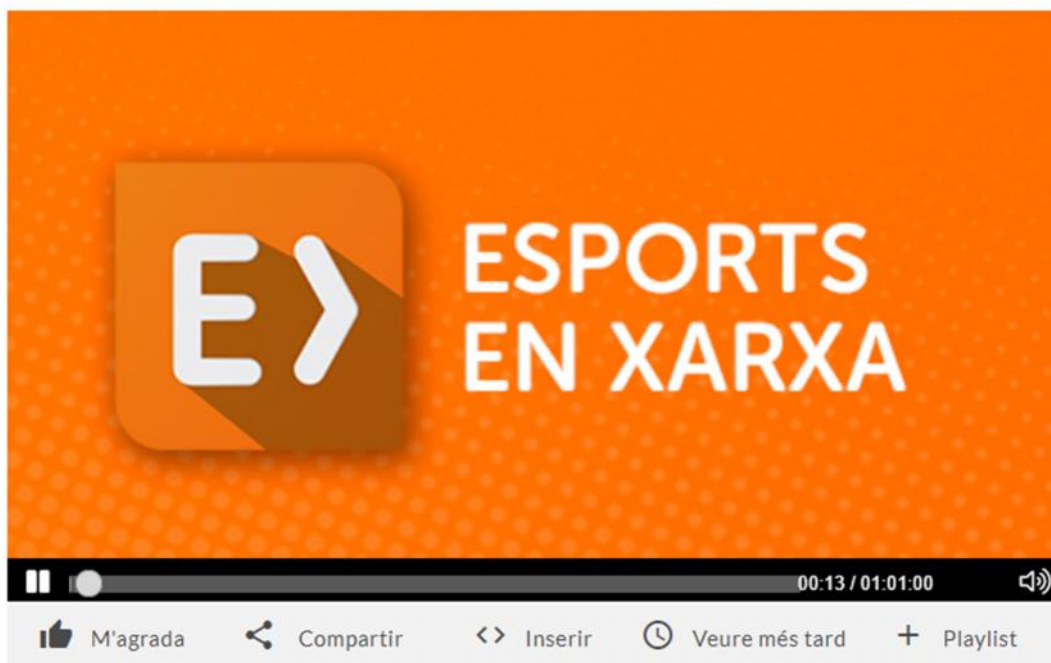 E>
ESPORTS
EN XARXA
00:13 / 01:01:00
M'agrada
Compartir
<> Inserir
Veure més tard
+ Playlist